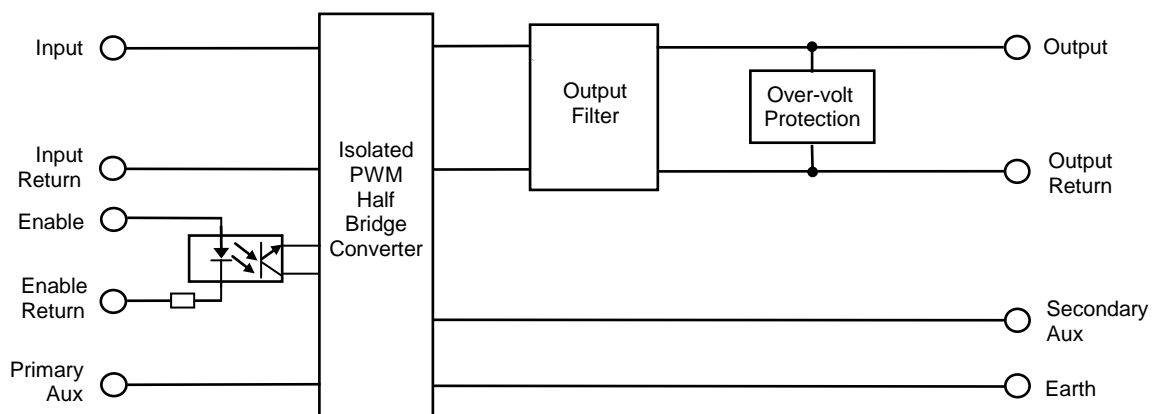 Input
Output
Output
Filter
Over-volt
Protection
Input
Return
Isolated
PWM
Half
Bridge
Converter
Output
Return
Enable
Enable
Return
Secondary
Aux
Primary
Aux
Earth